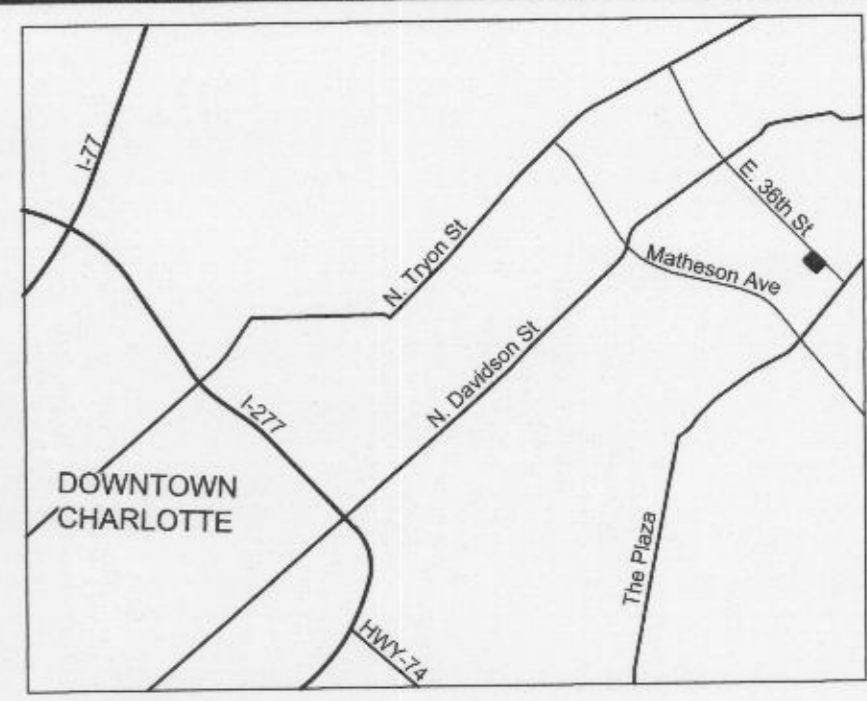 I-77
E. 36th St
N. Tryon St
Matheson Ave
N. Davidson St
I-277
DOWNTOWN
CHARLOTTE
The Plaza
HWY-74